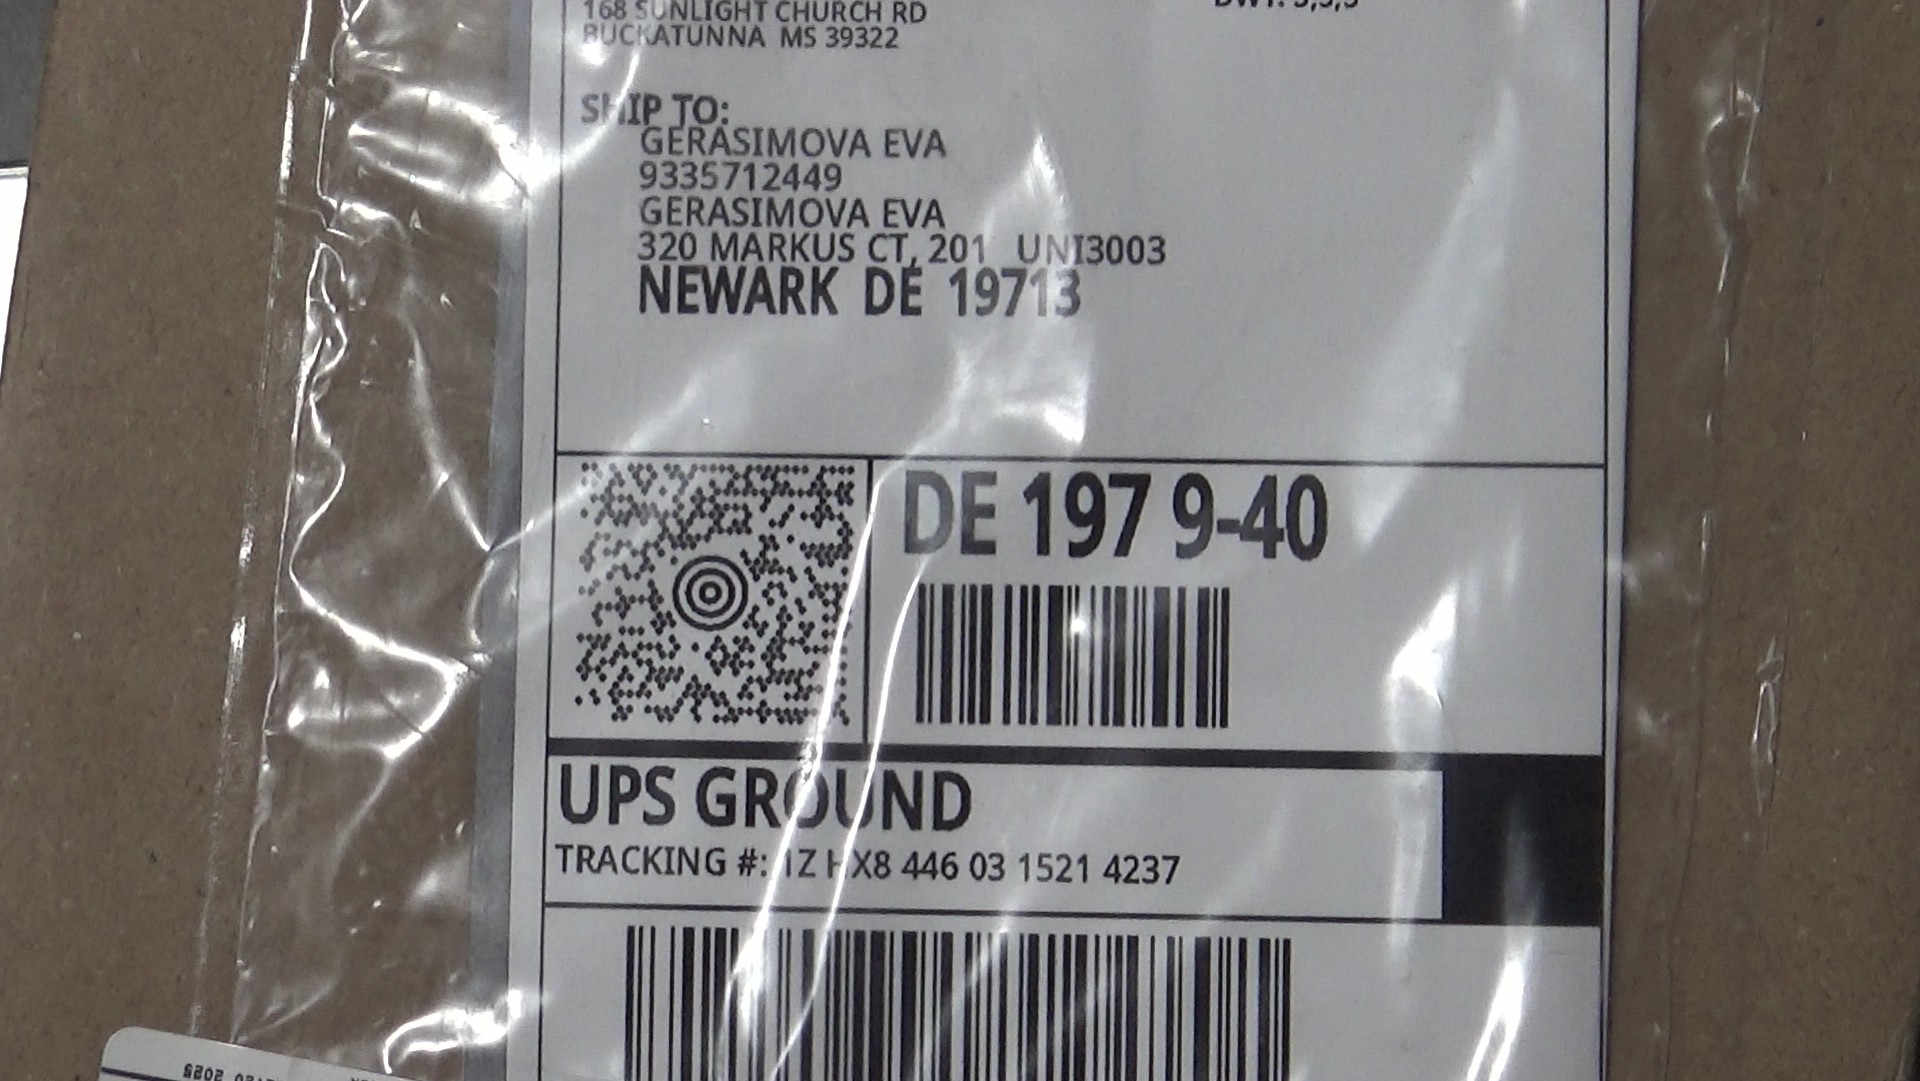 168 SUNLIGHT CHURCH RD
BUCKATUNNA MS 39322
SHIP TO:
GERASIMOVA EVA
9335712449
GERASIMOVA EVA
320 MARKUS CT, 201 UNI3003
NEWARK DE 19713
DE 197 9-40
UPS GROUND
TRACKING #: 1Z HX8 446 03 1521 4237